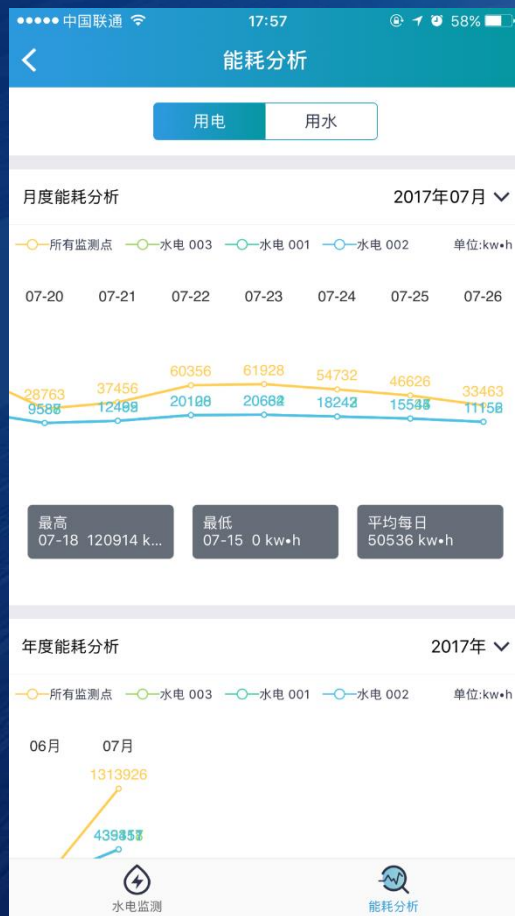 中国联通 17:57 58%
能耗分析
用电 用水
月度能耗分析 2017年07月
所有监测点 水电 003 水电 001 水电 002 单位:kw•h
07-20 07-21 07-22 07-23 07-24 07-25 07-26
28763 37456 60356 61928 54732 46626 33463
最高
07-18 120914 k...
最低
07-15 0 kw•h
平均每日
50536 kw•h
年度能耗分析 2017年
所有监测点 水电 003 水电 001 水电 002 单位:kw•h
06月 07月
1313926
水电监测 能耗分析